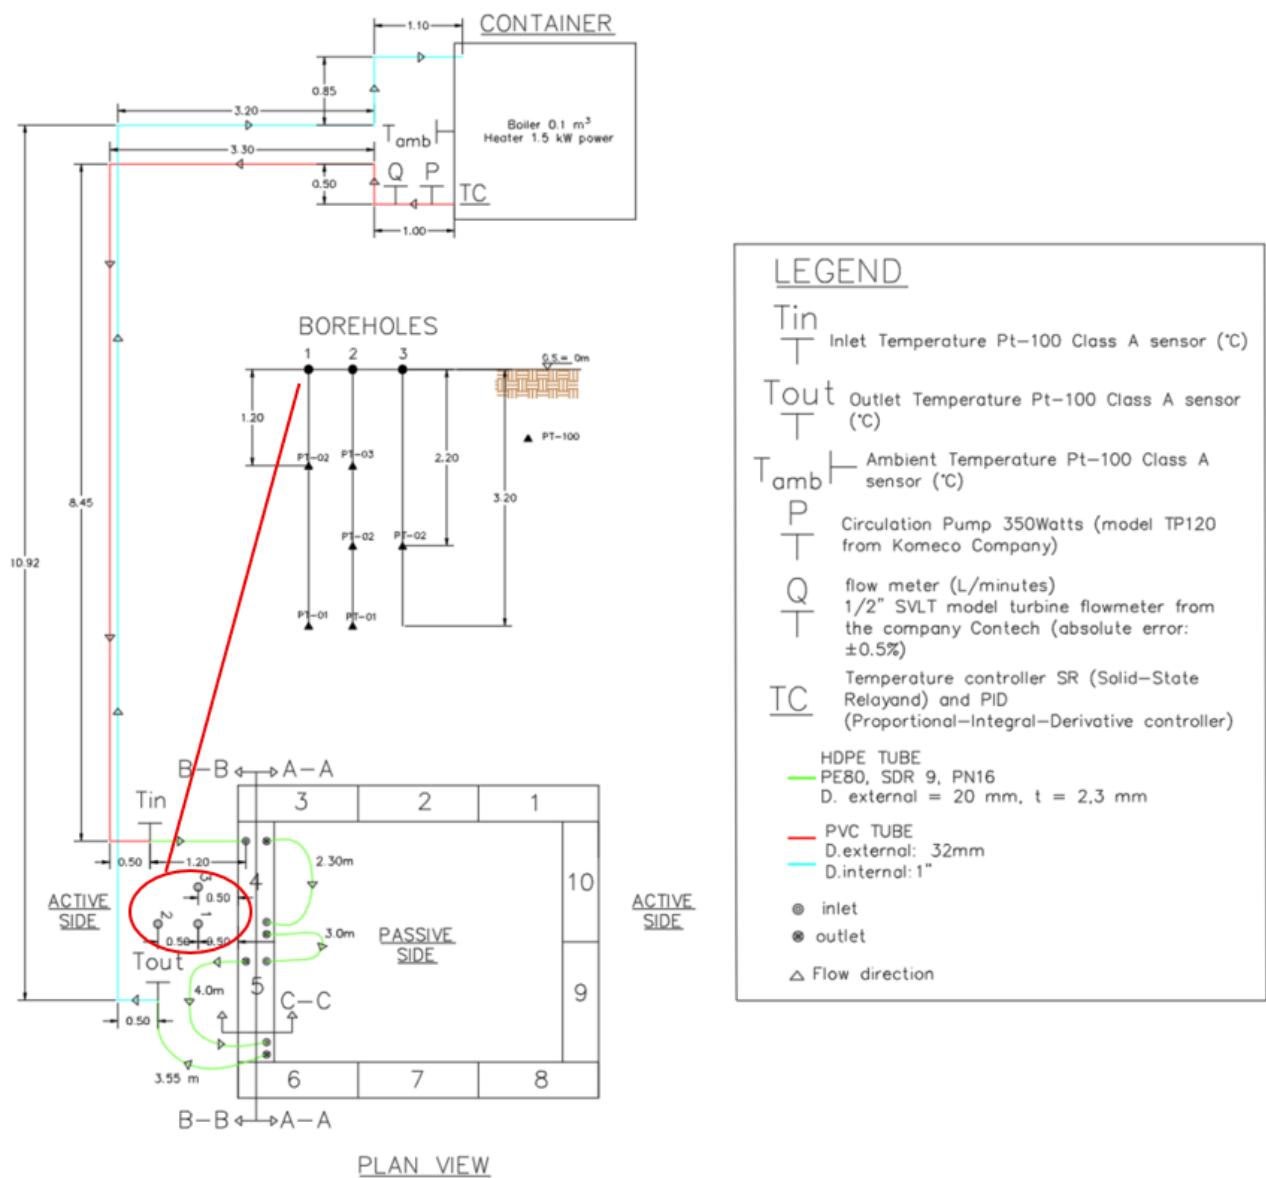 CONTAINER
1.10
0.85
3.20
Tamb
Boiler 0.1 m³
Heater 1.5 kW power
3.30
0.50
Q
P
TC
1.00
BOREHOLES
1
2
3
G.S.= 0m
1.20
PT-02
PT-03
PT-100
2.20
3.20
PT-02
PT-02
PT-01
PT-01
8.45
10.92
B-B
A-A
Tin
3
2
1
0.50
1.20
2.30m
4
10
3
0.50
ACTIVE
SIDE
2
1
0.50
0.50
3.0m
PASSIVE
SIDE
ACTIVE
SIDE
Tout
5
4.0m
C-C
9
0.50
3.55 m
6
7
8
B-B
A-A
PLAN VIEW
LEGEND
Tin
Inlet Temperature Pt-100 Class A sensor (°C)
Tout
Outlet Temperature Pt-100 Class A sensor
(°C)
Tamb
Ambient Temperature Pt-100 Class A
sensor (°C)
P
Circulation Pump 350Watts (model TP120
from Komeco Company)
Q
flow meter (L/minutes)
1/2" SVLT model turbine flowmeter from
the company Contech (absolute error:
±0.5%)
TC
Temperature controller SR (Solid-State
Relayand) and PID
(Proportional-Integral-Derivative controller)
HDPE TUBE
PE80, SDR 9, PN16
D. external = 20 mm, t = 2,3 mm
PVC TUBE
D.external: 32mm
D.internal:1"
inlet
outlet
Flow direction